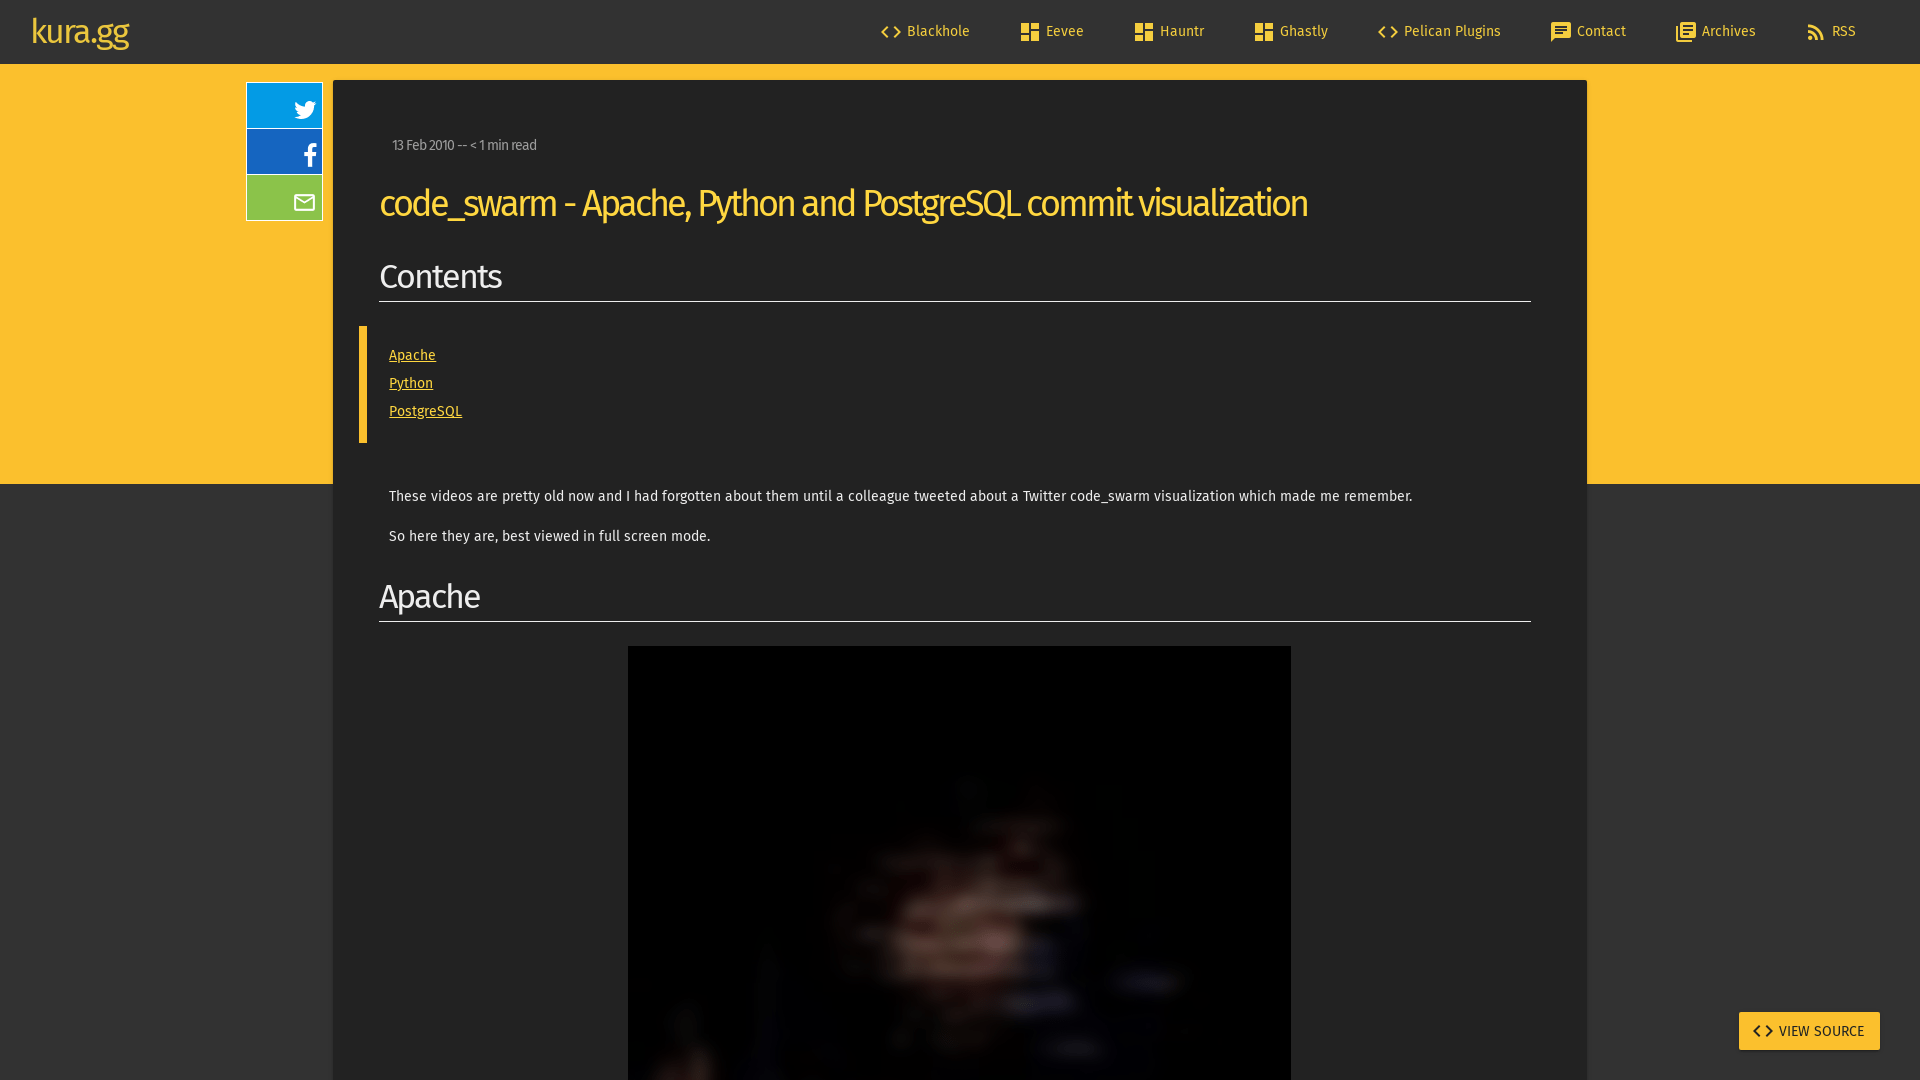 kura.gg
Blackhole
Eevee
Hauntr
Ghastly
Pelican Plugins
Contact
Archives
RSS
13 Feb 2010 -- < 1 min read
code_swarm - Apache, Python and PostgreSQL commit visualization
Contents
Apache
Python
PostgreSQL
These videos are pretty old now and I had forgotten about them until a colleague tweeted about a Twitter code_swarm visualization which made me remember.
So here they are, best viewed in full screen mode.
Apache
VIEW SOURCE